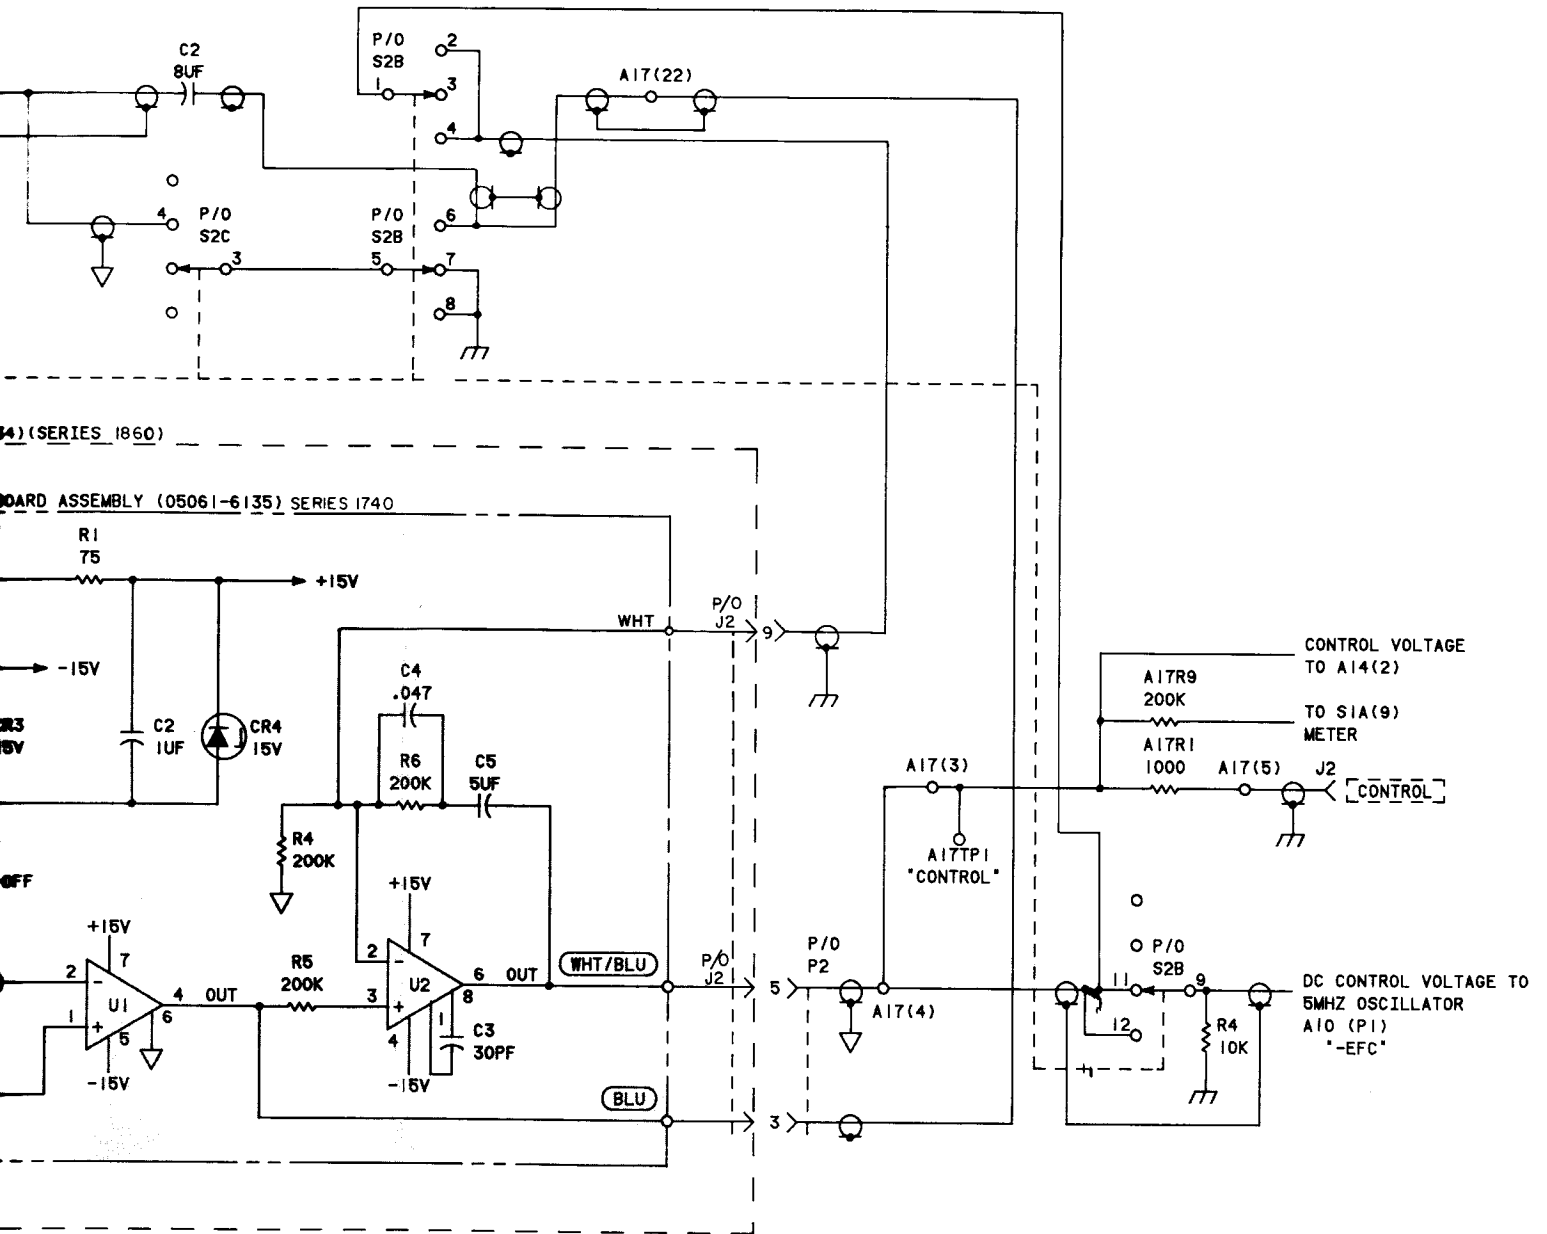 C2
8UF
P/O
S2B
1
2
3
4
A17(22)
4
P/O
S2C
3
P/O
S2B
5
6
7
8
34)(SERIES 1860)
OARD ASSEMBLY (05061-6135) SERIES 1740
R1
75
+15V
-15V
C2
1UF
CR4
15V
CR3
15V
WHT
P/O
J2
9
C4
.047
R6
200K
C5
5UF
R4
200K
OFF
+15V
7
2
-
U1
4
OUT
1
+
5
6
-15V
R5
200K
+15V
7
2
-
U2
6
OUT
3
+
8
1
4
-15V
C3
30PF
WHT/BLU
P/O
J2
5
P/O
P2
BLU
3
A17(3)
A17TP1
"CONTROL"
A17(4)
CONTROL VOLTAGE
TO A14(2)
A17R9
200K
TO S1A(9)
METER
A17R1
1000
A17(5)
J2
CONTROL
P/O
S2B
11
9
12
R4
10K
DC CONTROL VOLTAGE TO
5MHZ OSCILLATOR
A10 (P1)
"-EFC"